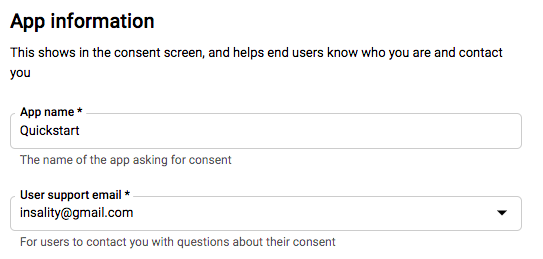 App information
This shows in the consent screen, and helps end users know who you are and contact
you
App name *
Quickstart
The name of the app asking for consent
User support email *
insality@gmail.com
For users to contact you with questions about their consent